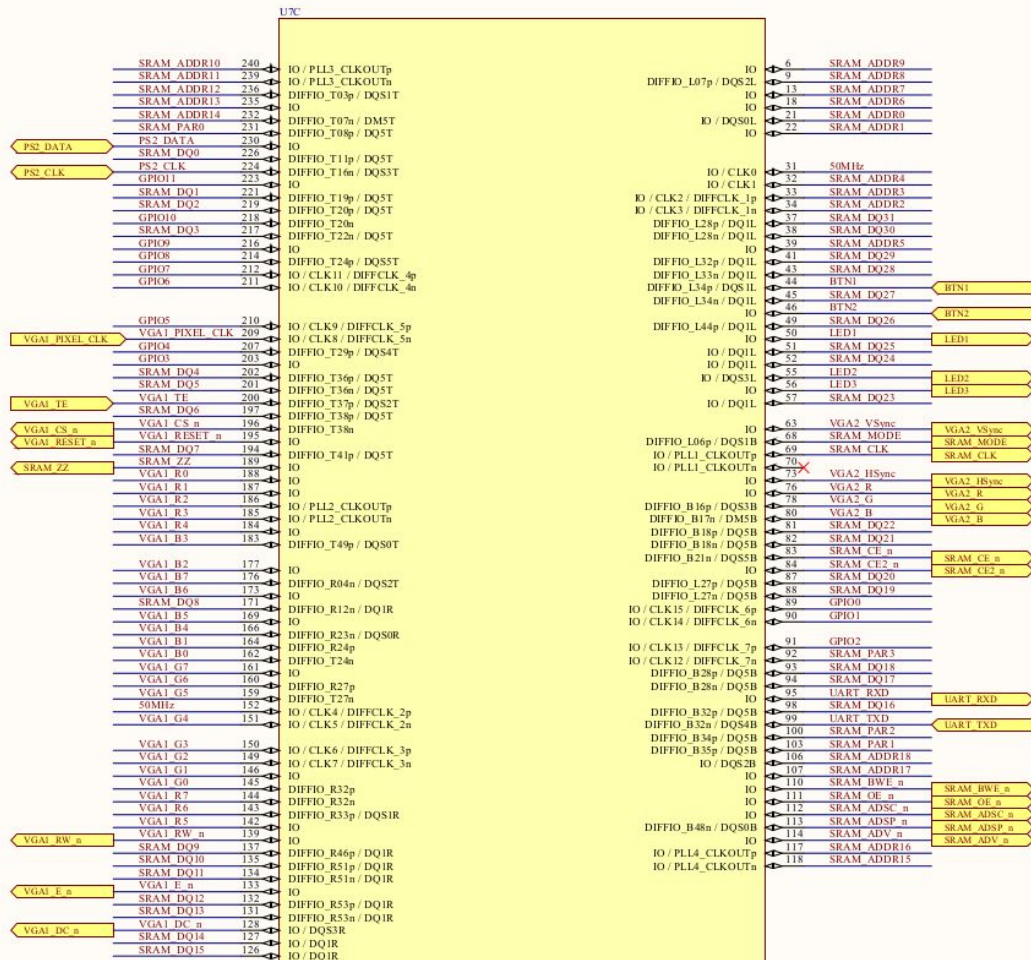 U7C
SRAM_ADDR10 240 IO / PLL3_CLKOUTp
SRAM_ADDR11 239 IO / PLL3_CLKOUTn
SRAM_ADDR12 236 DIFFIO_T03p / DQS1T
SRAM_ADDR13 235 IO
SRAM_ADDR14 232 DIFFIO_T07n / DM5T
SRAM_PAR0 231 DIFFIO_T08p / DQ5T
PS2_DATA PS2_DATA 230 IO
SRAM_DQ0 226 DIFFIO_T11p / DQ5T
PS2_CLK PS2_CLK 224 DIFFIO_T16n / DQS3T
GPIO11 223 IO
SRAM_DQ1 221 DIFFIO_T19p / DQ5T
SRAM_DQ2 219 DIFFIO_T20p / DQ5T
GPIO10 218 DIFFIO_T20n
SRAM_DQ3 217 DIFFIO_T22n / DQ5T
GPIO9 216 IO
GPIO8 214 DIFFIO_T24p / DQS5T
GPIO7 212 IO / CLK11 / DIFFCLK_4p
GPIO6 211 IO / CLK10 / DIFFCLK_4n
GPIO5 210 IO / CLK9 / DIFFCLK_5p
VGA1_PIXEL_CLK VGA1_PIXEL_CLK 209 IO / CLK8 / DIFFCLK_5n
GPIO4 207 DIFFIO_T29p / DQS4T
GPIO3 203 IO
SRAM_DQ4 202 DIFFIO_T36p / DQ5T
SRAM_DQ5 201 DIFFIO_T36n / DQ5T
VGA1_TE VGA1_TE 200 DIFFIO_T37p / DQS2T
SRAM_DQ6 197 DIFFIO_T38p / DQ5T
VGA1_CS_n VGA1_CS_n 196 DIFFIO_T38n
VGA1_RESET_n VGA1_RESET_n 195 IO
SRAM_DQ7 194 DIFFIO_T41p / DQ5T
SRAM_ZZ SRAM_ZZ 189 IO
VGA1_R0 188 IO
VGA1_R1 187 IO
VGA1_R2 186 IO / PLL2_CLKOUTp
VGA1_R3 185 IO / PLL2_CLKOUTn
VGA1_R4 184 IO
VGA1_B3 183 DIFFIO_T49p / DQS0T
VGA1_B2 177 IO
VGA1_B7 176 DIFFIO_R04n / DQS2T
VGA1_B6 173 IO
SRAM_DQ8 171 DIFFIO_R12n / DQ1R
VGA1_B5 169 IO
VGA1_B4 166 DIFFIO_R23n / DQS0R
VGA1_B1 164 DIFFIO_R24p
VGA1_B0 162 DIFFIO_T24n
VGA1_G7 161 IO
VGA1_G6 160 DIFFIO_R27p
VGA1_G5 159 DIFFIO_T27n
50MHz 152 IO / CLK4 / DIFFCLK_2p
VGA1_G4 151 IO / CLK5 / DIFFCLK_2n
VGA1_G3 150 IO / CLK6 / DIFFCLK_3p
VGA1_G2 149 IO / CLK7 / DIFFCLK_3n
VGA1_G1 146 IO
VGA1_G0 145 DIFFIO_R32p
VGA1_R7 144 DIFFIO_R32n
VGA1_R6 143 DIFFIO_R33p / DQS1R
VGA1_R5 142 IO
VGA1_RW_n VGA1_RW_n 139 IO
SRAM_DQ9 137 DIFFIO_R46p / DQ1R
SRAM_DQ10 135 DIFFIO_R51p / DQ1R
SRAM_DQ11 134 DIFFIO_R51n / DQ1R
VGA1_E_n VGA1_E_n 133 IO
SRAM_DQ12 132 DIFFIO_R53p / DQ1R
SRAM_DQ13 131 DIFFIO_R53n / DQ1R
VGA1_DC_n VGA1_DC_n 128 IO / DQS3R
SRAM_DQ14 127 IO / DQ1R
SRAM_DQ15 126 IO / DQ1R
IO 6 SRAM_ADDR9
DIFFIO_L07p / DQS2L 9 SRAM_ADDR8
IO 13 SRAM_ADDR7
IO 18 SRAM_ADDR6
IO / DQS0L 21 SRAM_ADDR0
IO 22 SRAM_ADDR1
IO / CLK0 31 50MHz
IO / CLK1 32 SRAM_ADDR4
IO / CLK2 / DIFFCLK_1p 33 SRAM_ADDR3
IO / CLK3 / DIFFCLK_1n 34 SRAM_ADDR2
DIFFIO_L28p / DQ1L 37 SRAM_DQ31
DIFFIO_L28n / DQ1L 38 SRAM_DQ30
IO 39 SRAM_ADDR5
DIFFIO_L32p / DQ1L 41 SRAM_DQ29
DIFFIO_L33n / DQ1L 43 SRAM_DQ28
DIFFIO_L34p / DQS1L 44 BTN1 BTN1
DIFFIO_L34n / DQ1L 45 SRAM_DQ27
IO 46 BTN2 BTN2
DIFFIO_L44p / DQ1L 49 SRAM_DQ26
IO 50 LED1 LED1
IO / DQ1L 51 SRAM_DQ25
IO / DQ1L 52 SRAM_DQ24
IO / DQS3L 55 LED2 LED2
IO 56 LED3 LED3
IO / DQ1L 57 SRAM_DQ23
IO 63 VGA2_VSync VGA2_VSync
DIFFIO_L06p / DQS1B 68 SRAM_MODE SRAM_MODE
IO / PLL1_CLKOUTp 69 SRAM_CLK SRAM_CLK
IO / PLL1_CLKOUTn 70
IO 73 VGA2_HSync VGA2_HSync
IO 76 VGA2_R VGA2_R
DIFFIO_B16p / DQS3B 78 VGA2_G VGA2_G
DIFFIO_B17n / DM5B 80 VGA2_B VGA2_B
DIFFIO_B18p / DQ5B 81 SRAM_DQ22
DIFFIO_B18n / DQ5B 82 SRAM_DQ21
DIFFIO_B21n / DQS5B 83 SRAM_CE_n SRAM_CE_n
IO 84 SRAM_CE2_n SRAM_CE2_n
DIFFIO_L27p / DQ5B 87 SRAM_DQ20
DIFFIO_L27n / DQ5B 88 SRAM_DQ19
IO / CLK15 / DIFFCLK_6p 89 GPIO0
IO / CLK14 / DIFFCLK_6n 90 GPIO1
IO / CLK13 / DIFFCLK_7p 91 GPIO2
IO / CLK12 / DIFFCLK_7n 92 SRAM_PAR3
DIFFIO_B28p / DQ5B 93 SRAM_DQ18
DIFFIO_B28n / DQ5B 94 SRAM_DQ17
IO 95 UART_RXD UART_RXD
DIFFIO_B32p / DQ5B 98 SRAM_DQ16
DIFFIO_B32n / DQS4B 99 UART_TXD UART_TXD
DIFFIO_B34p / DQ5B 100 SRAM_PAR2
DIFFIO_B35p / DQ5B 103 SRAM_PAR1
IO / DQS2B 106 SRAM_ADDR18
IO 107 SRAM_ADDR17
IO 110 SRAM_BWE_n SRAM_BWE_n
IO 111 SRAM_OE_n SRAM_OE_n
IO 112 SRAM_ADSC_n SRAM_ADSC_n
DIFFIO_B48n / DQS0B 113 SRAM_ADSP_n SRAM_ADSP_n
IO 114 SRAM_ADV_n SRAM_ADV_n
IO / PLL4_CLKOUTp 117 SRAM_ADDR16
IO / PLL4_CLKOUTn 118 SRAM_ADDR15